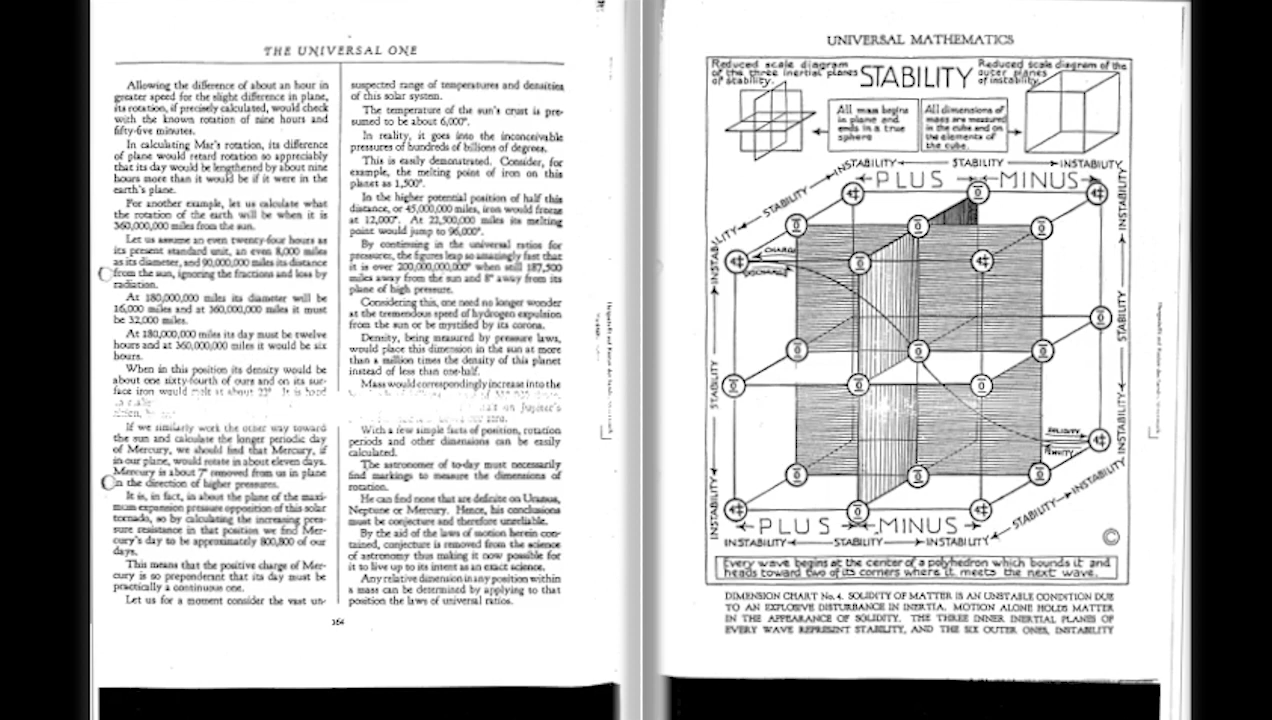 THE UNIVERSAL ONE
Allowing the difference of about an hour in
greater speed for the slight difference in plane,
its rotation, if precisely calculated, would check
with the known rotation of nine hours and
fifty-five minutes.
In calculating Mar's rotation, its difference
of plane would retard rotation so appreciably
that its day would be lengthened by about nine
hours more than it would be if it were in the
earth's plane.
For another example, let us calculate what
the rotation of the earth will be when it is
360,000,000 miles from the sun.
Let us assume an even twenty-four hours as
its present standard unit, an even 8,000 miles
as its diameter, and 90,000,000 miles its distance
from the sun, ignoring the fractions and loss by
radiation.
At 180,000,000 miles its diameter will be
16,000 miles and at 360,000,000 miles it must
be 32,000 miles.
At 180,000,000 miles its day must be twelve
hours and at 360,000,000 miles it would be six
hours.
When in this position its density would be
about one sixty-fourth of ours and on its sur-
face iron would melt at about 23° It is hard
If we similarly work the other way toward
the sun and calculate the longer periodic day
of Mercury, we should find that Mercury, if
in our plane, would rotate in about eleven days.
Mercury is about 7° removed from us in plane
in the direction of higher pressures.
It is, in fact, in about the plane of the maxi-
mum expansion pressure opposition of this solar
tornado, so by calculating the increasing pres-
sure resistance in that position we find Mer-
cury's day to be approximately 800,800 of our
days.
This means that the positive charge of Mer-
cury is so preponderant that its day must be
practically a continuous one.
Let us for a moment consider the vast un-
suspected range of temperatures and densities
of this solar system.
The temperature of the sun's crust is pre-
sumed to be about 6,000°.
In reality, it goes into the inconceivable
pressures of hundreds of billions of degrees.
This is easily demonstrated. Consider, for
example, the melting point of iron on this
planet as 1,500°.
In the higher potential position of half this
distance, or 45,000,000 miles, iron would freeze
at 12,000°. At 22,500,000 miles its melting
point would jump to 96,000°.
By continuing in the universal ratios for
pressures, the figures leap so amazingly fast that
it is over 200,000,000,000° when still 187,500
miles away from the sun and 8° away from its
plane of high pressure.
Considering this, one need no longer wonder
at the tremendous speed of hydrogen expulsion
from the sun or be mystified by its corona.
Density, being measured by pressure laws,
would place this dimension in the sun at more
than a million times the density of this planet
instead of less than one-half.
Mass would correspondingly increase into the
on Jupiter's
With a few simple facts of position, rotation
periods and other dimensions can be easily
calculated.
The astronomer of to-day must necessarily
find markings to measure the dimensions of
rotation.
He can find none that are definite on Uranus,
Neptune or Mercury. Hence, his conclusions
must be conjecture and therefore unreliable.
By the aid of the laws of motion herein con-
tained, conjecture is removed from the science
of astronomy thus making it now possible for
it to live up to its intent as an exact science.
Any relative dimension in any position within
a mass can be determined by applying to that
position the laws of universal ratios.
164
UNIVERSAL MATHEMATICS
Reduced scale diagram
of the three inertial planes
of stability.
STABILITY
Reduced scale diagram of the
outer planes
of instability.
All mass begins
in plane and
ends in a true
sphere
All dimensions of
mass are measured
in the cube and on
the elements of
the cube.
INSTABILITY STABILITY INSTABILITY
PLUS MINUS
STABILITY
INSTABILITY
INSTABILITY
CHARGE
DISCHARGE
STABILITY
STABILITY
SOLIDITY
INSTABILITY
INSTABILITY
STABILITY
INSTABILITY
PLUS MINUS
INSTABILITY STABILITY INSTABILITY
©
Every wave begins at the center of a polyhedron which bounds it and
heads toward two of its corners where it meets the next wave.
DIMENSION CHART No. 4. SOLIDITY OF MATTER IS AN UNSTABLE CONDITION DUE
TO AN EXPLOSIVE DISTURBANCE IN INERTIA. MOTION ALONE HOLDS MATTER
IN THE APPEARANCE OF SOLIDITY. THE THREE INNER INERTIAL PLANES OF
EVERY WAVE REPRESENT STABILITY, AND THE SIX OUTER ONES, INSTABILITY